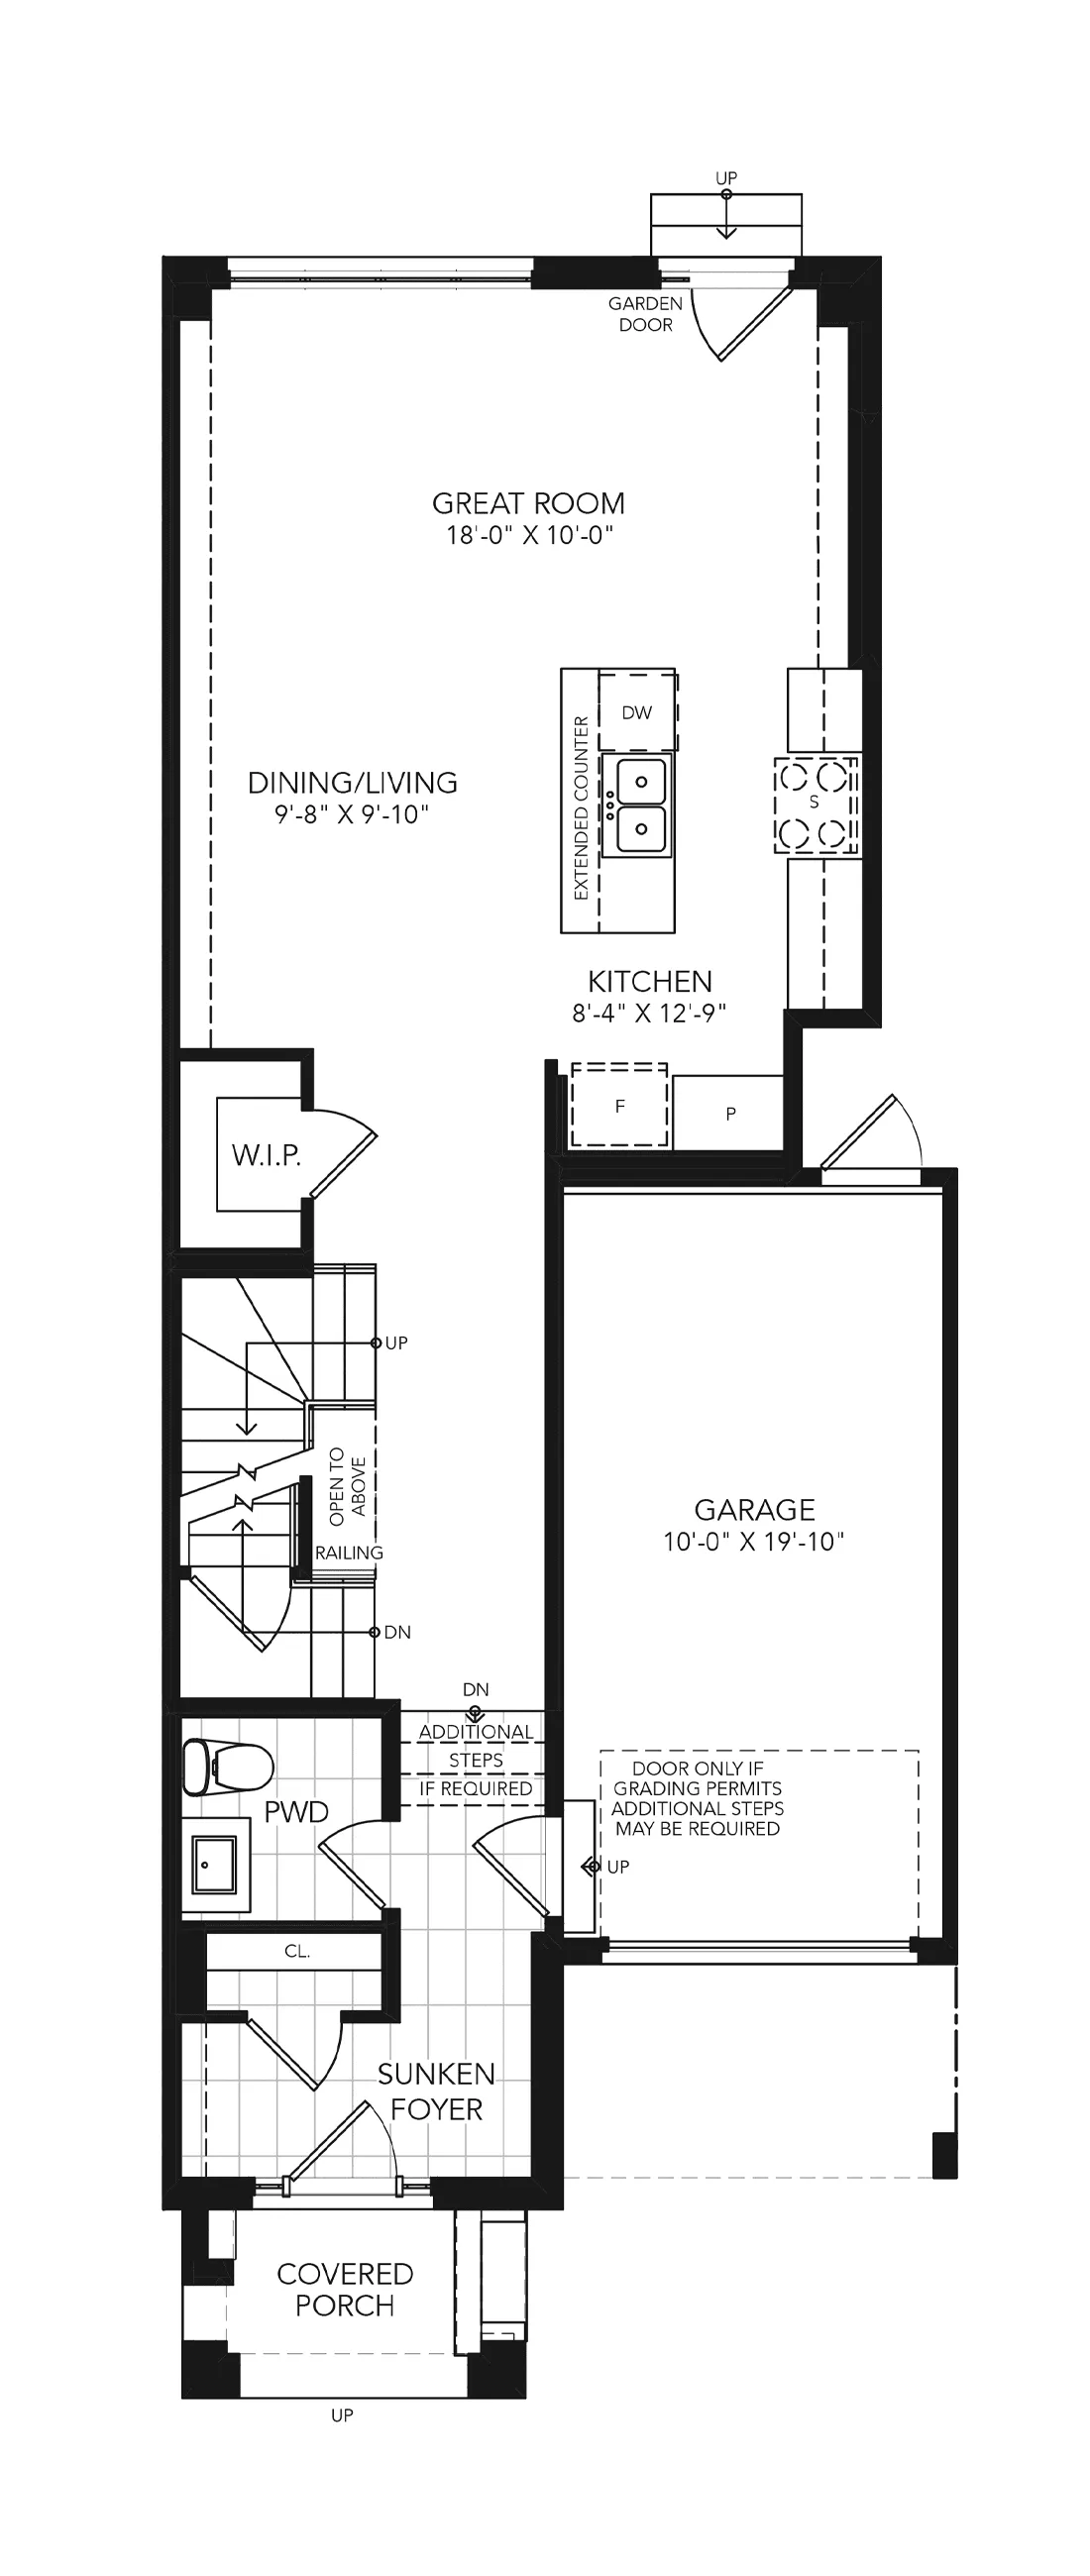 UP
GARDEN
DOOR
GREAT ROOM
18'-0" X 10'-0"
DW
EXTENDED COUNTER
S
DINING/LIVING
9'-8" X 9'-10"
KITCHEN
8'-4" X 12'-9"
F
P
W.I.P.
UP
OPEN TO
ABOVE
RAILING
GARAGE
10'-0" X 19'-10"
DN
DN
ADDITIONAL
STEPS
IF REQUIRED
DOOR ONLY IF
GRADING PERMITS
ADDITIONAL STEPS
MAY BE REQUIRED
PWD
UP
CL.
SUNKEN
FOYER
COVERED
PORCH
UP